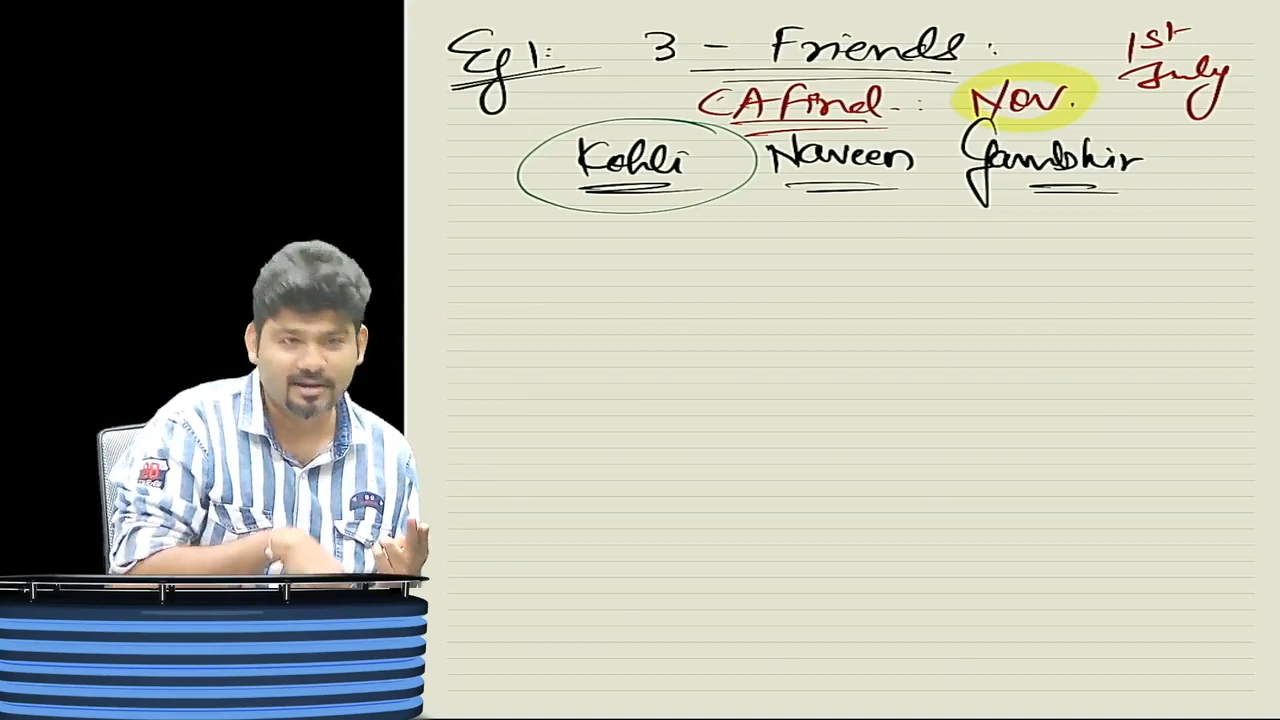 Eg 1: 3 - Friends :
1st July
CA final - : Nov.
Kohli Naveen Gambhir